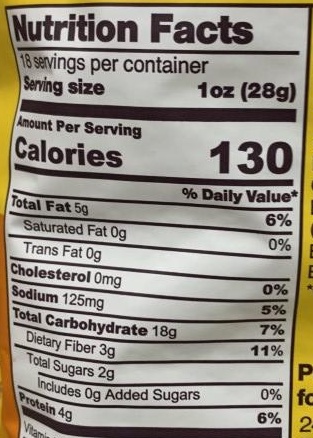 Nutrition Facts
18 servings per container
Serving size 1oz (28g)
Amount Per Serving
Calories 130
% Daily Value*
Total Fat 5g 6%
Saturated Fat 0g 0%
Trans Fat 0g
Cholesterol 0mg 0%
Sodium 125mg 5%
Total Carbohydrate 18g 7%
Dietary Fiber 3g 11%
Total Sugars 2g
Includes 0g Added Sugars 0%
Protein 4g 6%